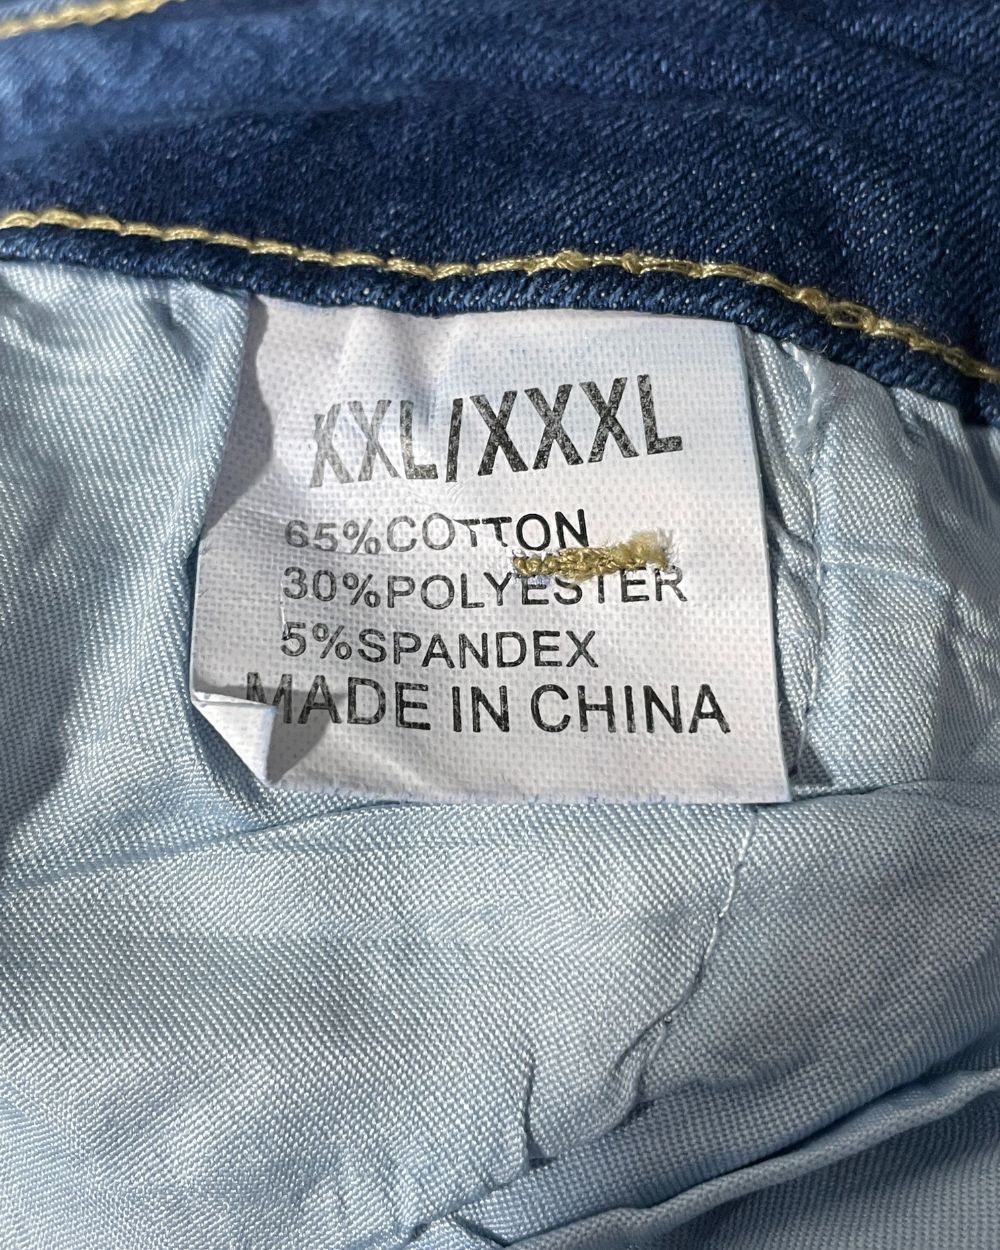 XXL/XXXL
65%COTTON
30%POLYESTER
5%SPANDEX
MADE IN CHINA